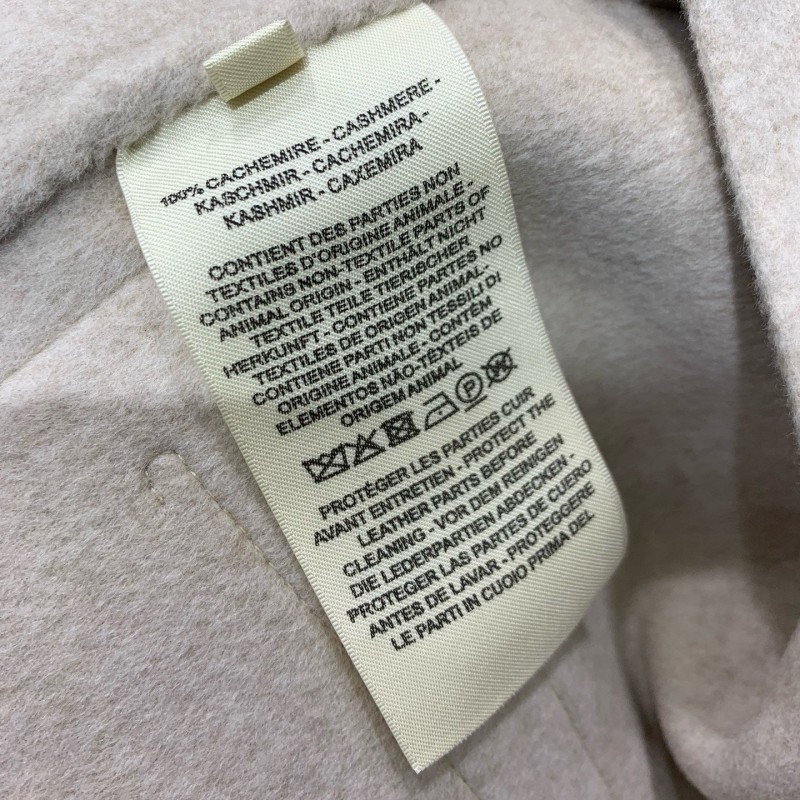 100% CACHEMIRE - CASHMERE -
KASCHMIR - CACHEMIRA -
KASHMIR - CAXEMIRA
CONTIENT DES PARTIES NON
TEXTILES D'ORIGINE ANIMALE -
CONTAINS NON-TEXTILE PARTS OF
ANIMAL ORIGIN - ENTHÄLT NICHT
TEXTILE TEILE TIERISCHER
HERKUNFT - CONTIENE PARTES NO
TEXTILES DE ORIGEN ANIMAL -
CONTIENE PARTI NON TESSILI DI
ORIGINE ANIMALE - CONTÉM
ELEMENTOS NÃO-TÊXTEIS DE
ORIGEM ANIMAL
P W
PROTÉGER LES PARTIES CUIR
AVANT ENTRETIEN - PROTECT THE
LEATHER PARTS BEFORE
CLEANING - VOR DEM REINIGEN
DIE LEDERPARTIEN ABDECKEN -
PROTEGER LAS PARTES DE CUERO
ANTES DE LAVAR - PROTEGGERE
LE PARTI IN CUOIO PRIMA DEL